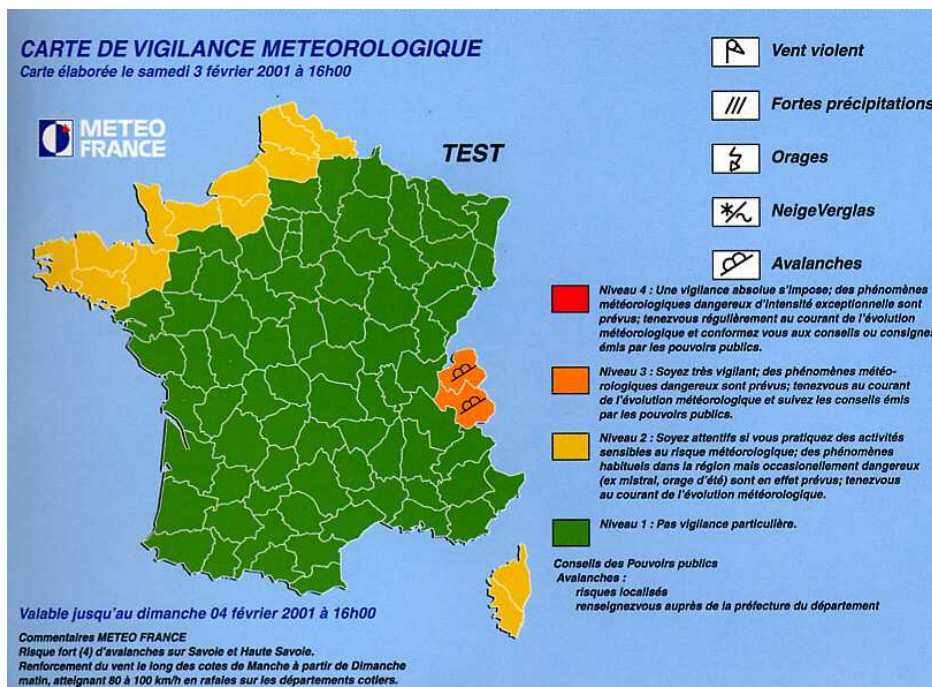 CARTE DE VIGILANCE METEOROLOGIQUE
Carte élaborée le samedi 3 février 2001 à 16h00
METEO
FRANCE
TEST
Vent violent
Fortes précipitations
Orages
NeigeVerglas
Avalanches
Niveau 4 : Une vigilance absolue s'impose; des phénomènes
météorologiques dangereux d'intensité exceptionnelle sont
prévus; tenezvous régulièrement au courant de l'évolution
météorologique et conformez vous aux conseils ou consignes
émis par les pouvoirs publics.
Niveau 3 : Soyez très vigilant; des phénomènes météo-
rologiques dangereux sont prévus; tenezvous au courant
de l'évolution météorologique et suivez les conseils émis
par les pouvoirs publics.
Niveau 2 : Soyez attentifs si vous pratiquez des activités
sensibles au risque météorologique; des phénomènes
habituels dans la région mais occasionellement dangereux
(ex mistral, orage d'été) sont en effet prévus; tenezvous
au courant de l'évolution météorologique.
Niveau 1 : Pas vigilance particulière.
Conseils des Pouvoirs publics
Avalanches :
risques localisés
renseignezvous auprès de la préfecture du département
Valable jusqu'au dimanche 04 février 2001 à 16h00
Commentaires METEO FRANCE
Risque fort (4) d'avalanches sur Savoie et Haute Savoie.
Renforcement du vent le long des cotes de Manche à partir de Dimanche
matin, atteignant 80 à 100 km/h en rafales sur les départements cotiers.